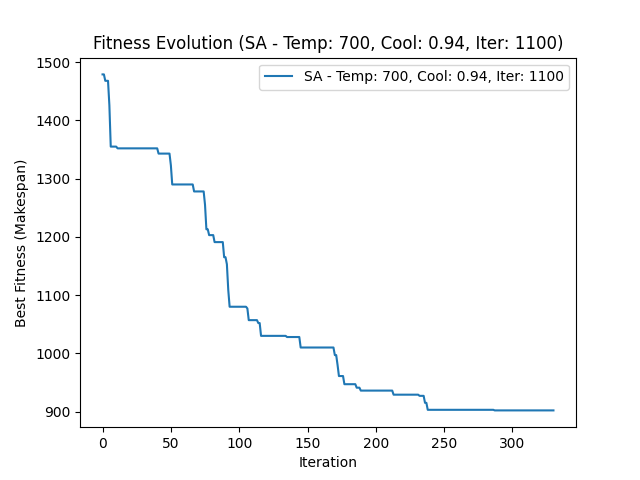 Fitness Evolution (SA - Temp: 700, Cool: 0.94, Iter: 1100)
SA - Temp: 700, Cool: 0.94, Iter: 1100
Best Fitness (Makespan)
1500
1400
1300
1200
1100
1000
900
0 50 100 150 200 250 300
Iteration